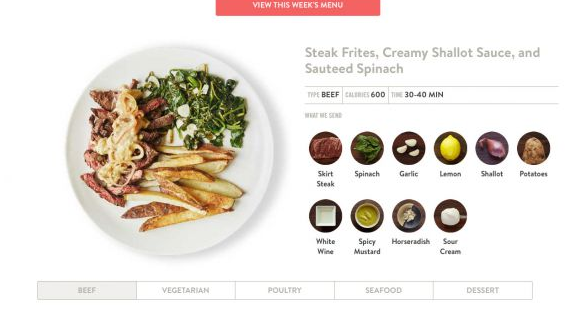 VIEW THIS WEEK'S MENU
Steak Frites, Creamy Shallot Sauce, and
Sauteed Spinach
TYPE BEEF CALORIES 600 TIME 30-40 MIN
WHAT WE SEND
Skirt Steak
Spinach
Garlic
Lemon
Shallot
Potatoes
White Wine
Spicy Mustard
Horseradish
Sour Cream
BEEF VEGETARIAN POULTRY SEAFOOD DESSERT